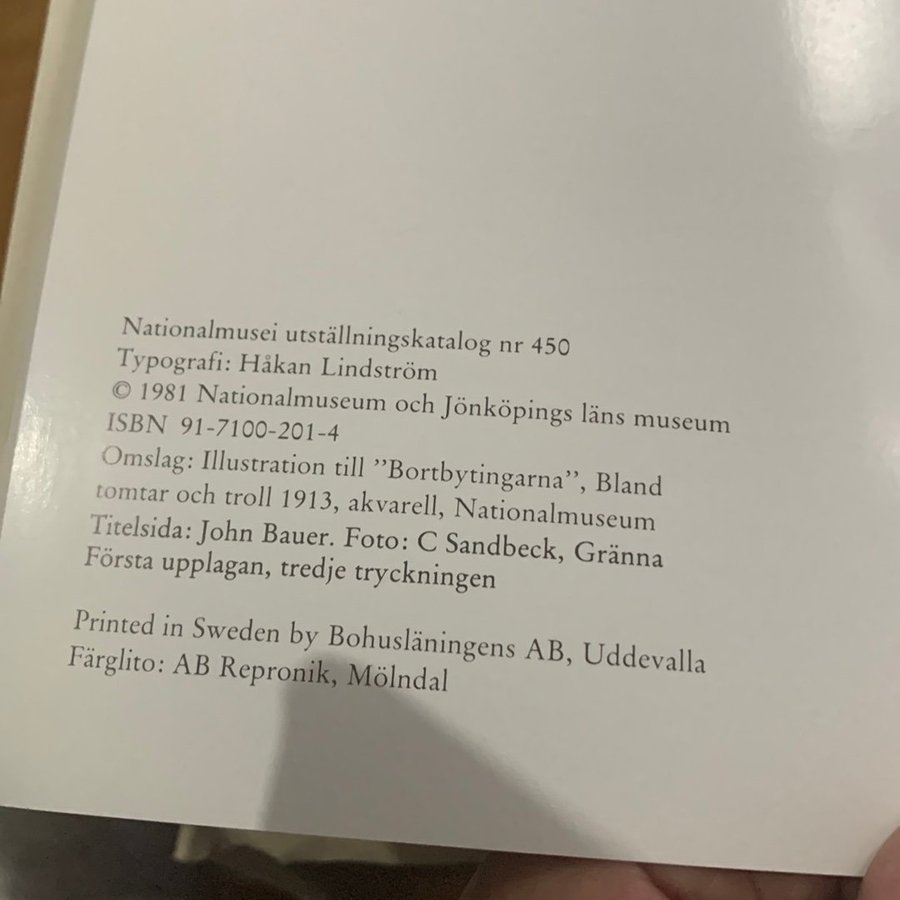 Nationalmusei utställningskatalog nr 450
Typografi: Håkan Lindström
© 1981 Nationalmuseum och Jönköpings läns museum
ISBN 91-7100-201-4
Omslag: Illustration till ”Bortbytingarna”, Bland
tomtar och troll 1913, akvarell, Nationalmuseum
Titelsida: John Bauer. Foto: C Sandbeck, Gränna
Första upplagan, tredje tryckningen
Printed in Sweden by Bohusläningens AB, Uddevalla
Färglito: AB Repronik, Mölndal